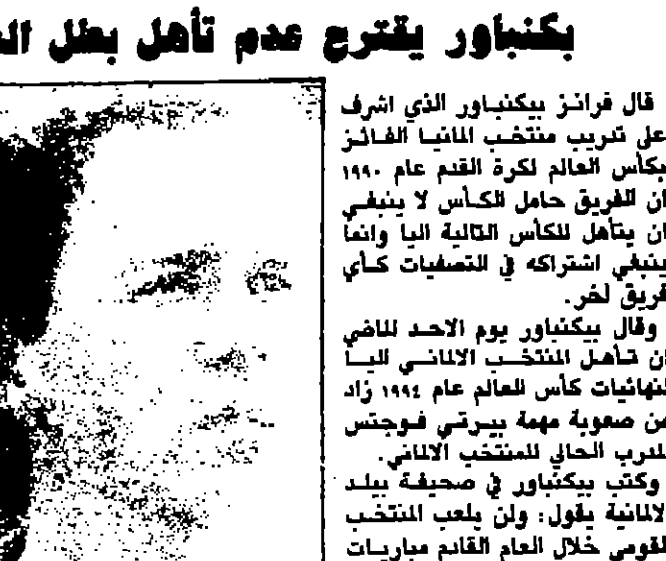 بكنباور يقترع عدم تأهل بطل
قال فرانز بيكنباور الذي اشرف
على تدريب منتخب المانيا الفائز
بكأس العالم لكرة القدم عام ١٩٩٠
ان للفريق حامل الكأس لا ينبغي
ان يتأهل للكأس التالية اليا وانما
ينبغي اشتراكه في التصفيات كأي
فريق لخر.
وقال بيكنباور يوم الاحد الماضي
ان تأهل المنتخب الالماني اليا
لنهائيات كأس العالم عام ١٩٩٤ زاد
من صعوبة مهمة بيرتي فوجتس
المدرب الحالي للمنتخب الالماني.
وكتب بيكنباور في صحيفة بيلد
الالمانية يقول: ولن يلعب المنتخب
القومي خلال العام القادم مباريات